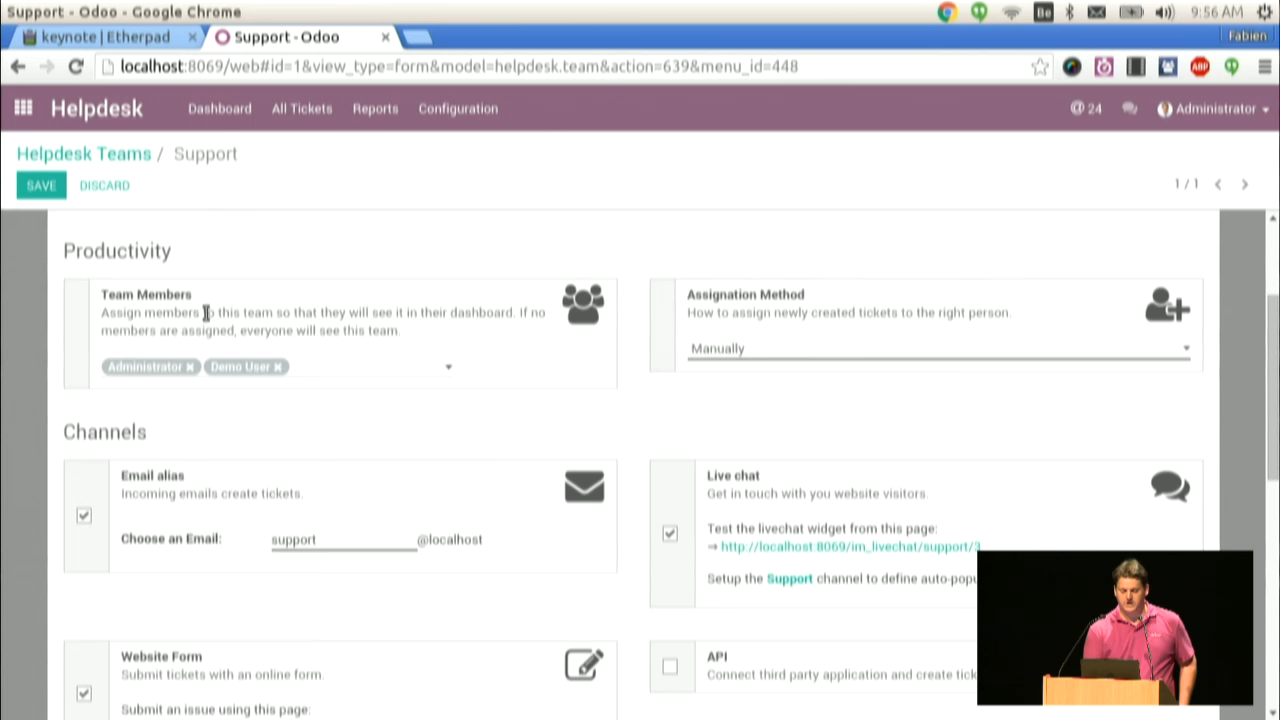 Support - Odoo - Google Chrome
Be
9:56 AM
keynote | Etherpad ×
Support - Odoo ×
Fabien
localhost:8069/web#id=1&view_type=form&model=helpdesk.team&action=639&menu_id=448
ABP
Helpdesk Dashboard All Tickets Reports Configuration
@ 24
Administrator
Helpdesk Teams / Support
SAVE DISCARD
1 / 1
Productivity
Team Members
Assign members to this team so that they will see it in their dashboard. If no
members are assigned, everyone will see this team.
Administrator × Demo User ×
Assignation Method
How to assign newly created tickets to the right person.
Manually
Channels
Email alias
Incoming emails create tickets.
Choose an Email: support @localhost
Live chat
Get in touch with you website visitors.
Test the livechat widget from this page:
→ http://localhost:8069/im_livechat/support/3
Setup the Support channel to define auto-popu
Website Form
Submit tickets with an online form.
Submit an issue using this page:
API
Connect third party application and create tick